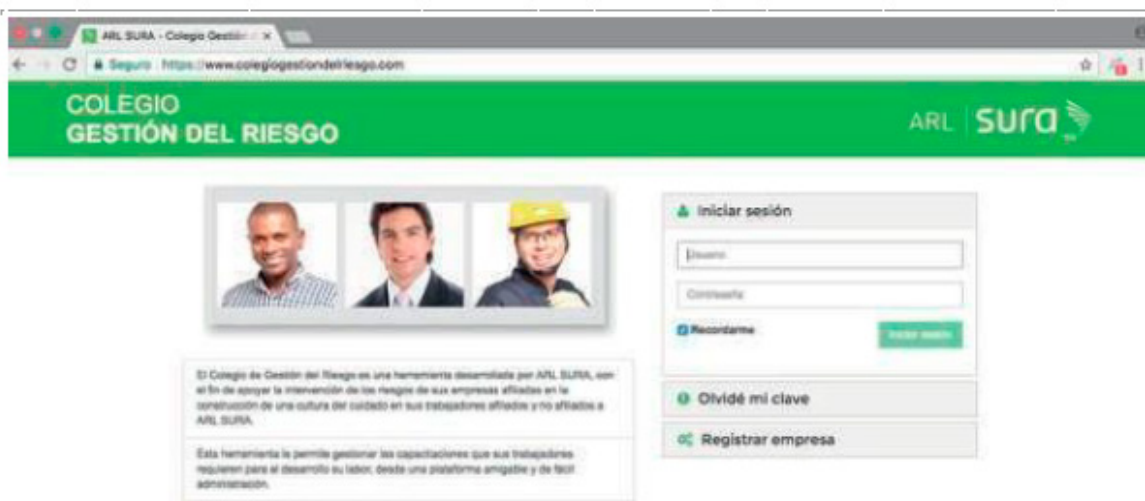 ARL SURA - Colegio Gestión
Seguro https://www.colegiogestiondelriesgo.com
COLEGIO
GESTIÓN DEL RIESGO
ARL sura
Iniciar sesión
Usuario
Contraseña
Recordarme
Iniciar sesión
El Colegio de Gestión del Riesgo es una herramienta desarrollada por ARL SURA, con
el fin de apoyar la intervención de los riesgos de sus empresas afiliadas en la
construcción de una cultura del cuidado en sus trabajadores afiliados y no afiliados a
ARL SURA.
Olvidé mi clave
Registrar empresa
Esta herramienta le permite gestionar las capacitaciones que sus trabajadores
requieren para el desarrollo su labor, desde una plataforma amigable y de fácil
administración.